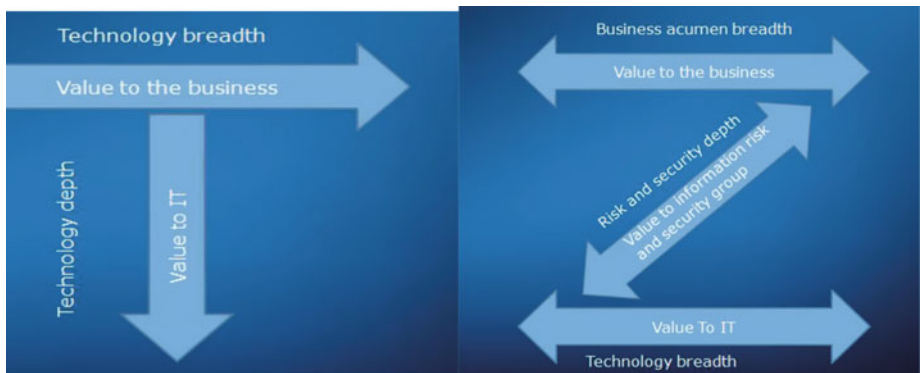 Technology breadth
Value to the business
Technology depth
Value to IT
Business acumen breadth
Value to the business
Risk and security depth
Value to information risk
and security group
Value To IT
Technology breadth